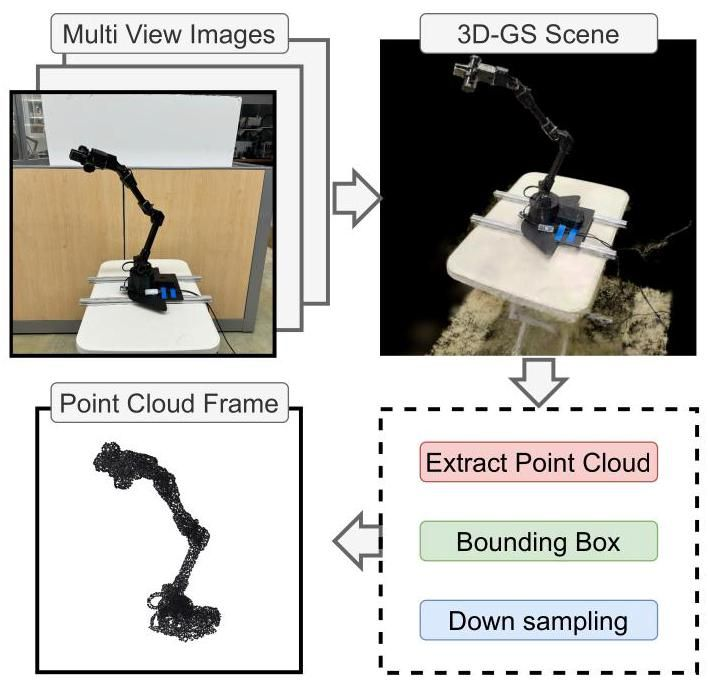 Multi View Images
3D-GS Scene
Point Cloud Frame
Extract Point Cloud
Bounding Box
Down sampling